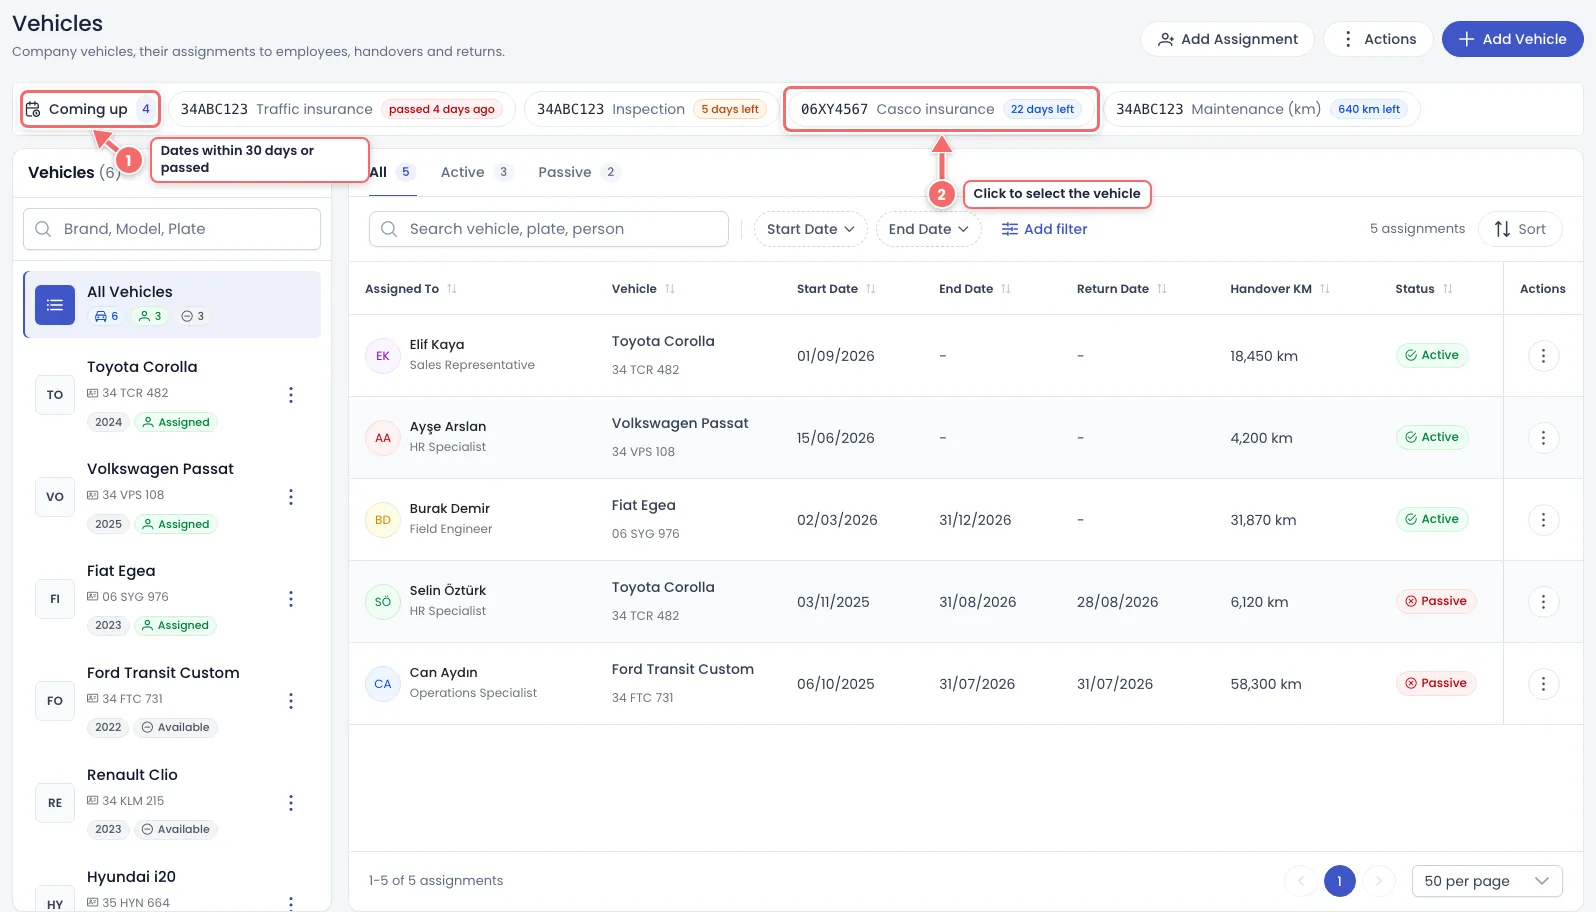 Vehicles
Company vehicles, their assignments to employees, handovers and returns.
Add Assignment
Actions
Add Vehicle
Coming up 4
34ABC123 Traffic insurance passed 4 days ago
34ABC123 Inspection 5 days left
06XY4567 Casco insurance 22 days left
34ABC123 Maintenance (km) 640 km left
1
Dates within 30 days or
passed
2
Click to select the vehicle
Vehicles (6)
Brand, Model, Plate
All Vehicles
6 3 3
TO
Toyota Corolla
34 TCR 482
2024 Assigned
VO
Volkswagen Passat
34 VPS 108
2025 Assigned
FI
Fiat Egea
06 SYG 976
2023 Assigned
FO
Ford Transit Custom
34 FTC 731
2022 Available
RE
Renault Clio
34 KLM 215
2023 Available
HY
Hyundai i20
35 HYN 664
All 5 Active 3 Passive 2
Search vehicle, plate, person
Start Date
End Date
Add filter
5 assignments
Sort
Assigned To Vehicle Start Date End Date Return Date Handover KM Status Actions
EK
Elif Kaya
Sales Representative
Toyota Corolla
34 TCR 482
01/09/2026 - - 18,450 km Active
AA
Ayşe Arslan
HR Specialist
Volkswagen Passat
34 VPS 108
15/06/2026 - - 4,200 km Active
BD
Burak Demir
Field Engineer
Fiat Egea
06 SYG 976
02/03/2026 31/12/2026 - 31,870 km Active
SÖ
Selin Öztürk
HR Specialist
Toyota Corolla
34 TCR 482
03/11/2025 31/08/2026 28/08/2026 6,120 km Passive
CA
Can Aydın
Operations Specialist
Ford Transit Custom
34 FTC 731
06/10/2025 31/07/2026 31/07/2026 58,300 km Passive
1-5 of 5 assignments
1
50 per page